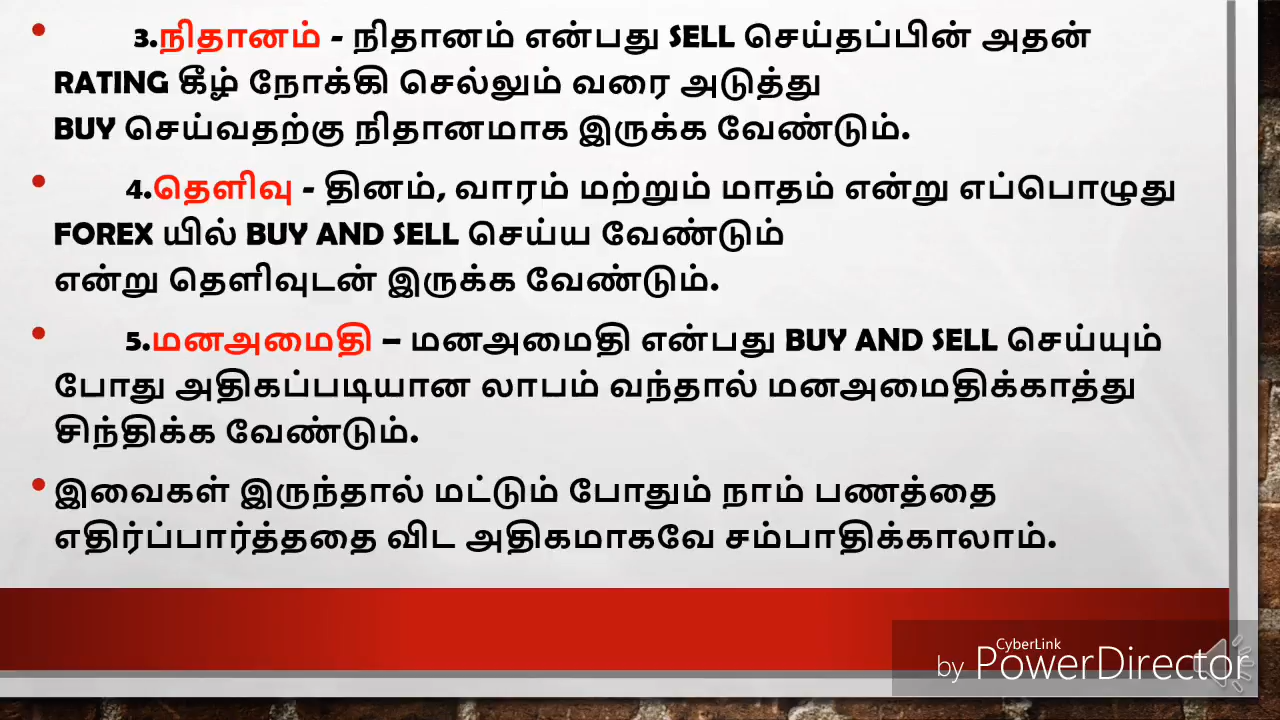 • 3.நிதானம் - நிதானம் என்பது SELL செய்தப்பின் அதன்
RATING கீழ் நோக்கி செல்லும் வரை அடுத்து
BUY செய்வதற்கு நிதானமாக இருக்க வேண்டும்.
• 4.தெளிவு - தினம், வாரம் மற்றும் மாதம் என்று எப்பொழுது
FOREX யில் BUY AND SELL செய்ய வேண்டும்
என்று தெளிவுடன் இருக்க வேண்டும்.
• 5.மனஅமைதி – மனஅமைதி என்பது BUY AND SELL செய்யும்
போது அதிகப்படியான லாபம் வந்தால் மனஅமைதிக்காத்து
சிந்திக்க வேண்டும்.
• இவைகள் இருந்தால் மட்டும் போதும் நாம் பணத்தை
எதிர்ப்பார்த்ததை விட அதிகமாகவே சம்பாதிக்காலாம்.
CyberLink
by PowerDirector